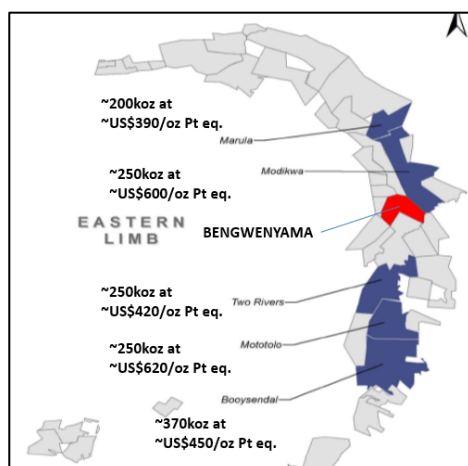 ~200koz at
~US$390/oz Pt eq.
Marula
~250koz at
~US$600/oz Pt eq.
Modikwa
EASTERN
LIMB
BENGWENYAMA
~250koz at
~US$420/oz Pt eq.
Two Rivers
~250koz at
~US$620/oz Pt eq.
Mototolo
Booysendal
~370koz at
~US$450/oz Pt eq.